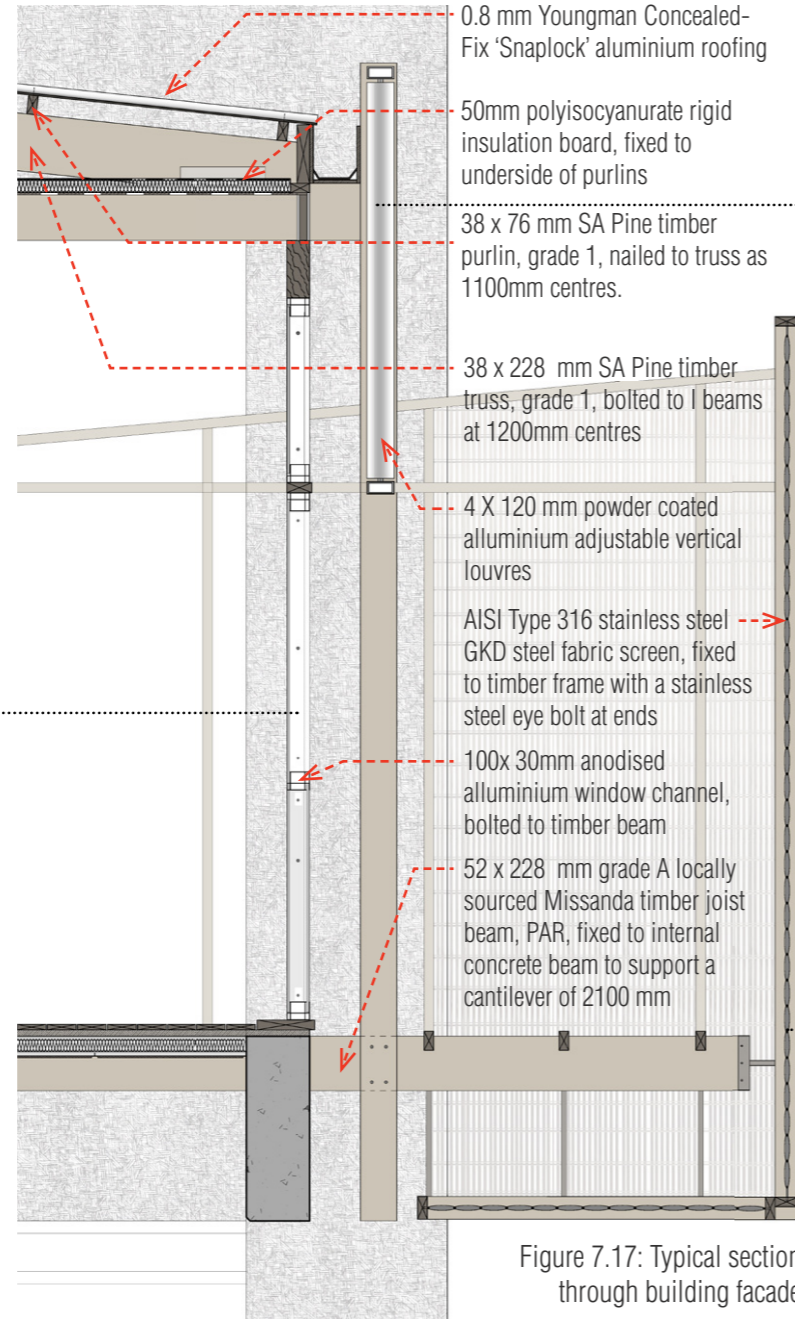 0.8 mm Youngman Concealed-
Fix ‘Snaplock’ aluminium roofing
50mm polyisocyanurate rigid
insulation board, fixed to
underside of purlins
38 x 76 mm SA Pine timber
purlin, grade 1, nailed to truss as
1100mm centres.
38 x 228 mm SA Pine timber
truss, grade 1, bolted to I beams
at 1200mm centres
4 X 120 mm powder coated
alluminium adjustable vertical
louvres
AISI Type 316 stainless steel
GKD steel fabric screen, fixed
to timber frame with a stainless
steel eye bolt at ends
100x 30mm anodised
alluminium window channel,
bolted to timber beam
52 x 228 mm grade A locally
sourced Missanda timber joist
beam, PAR, fixed to internal
concrete beam to support a
cantilever of 2100 mm
Figure 7.17: Typical section
through building facade